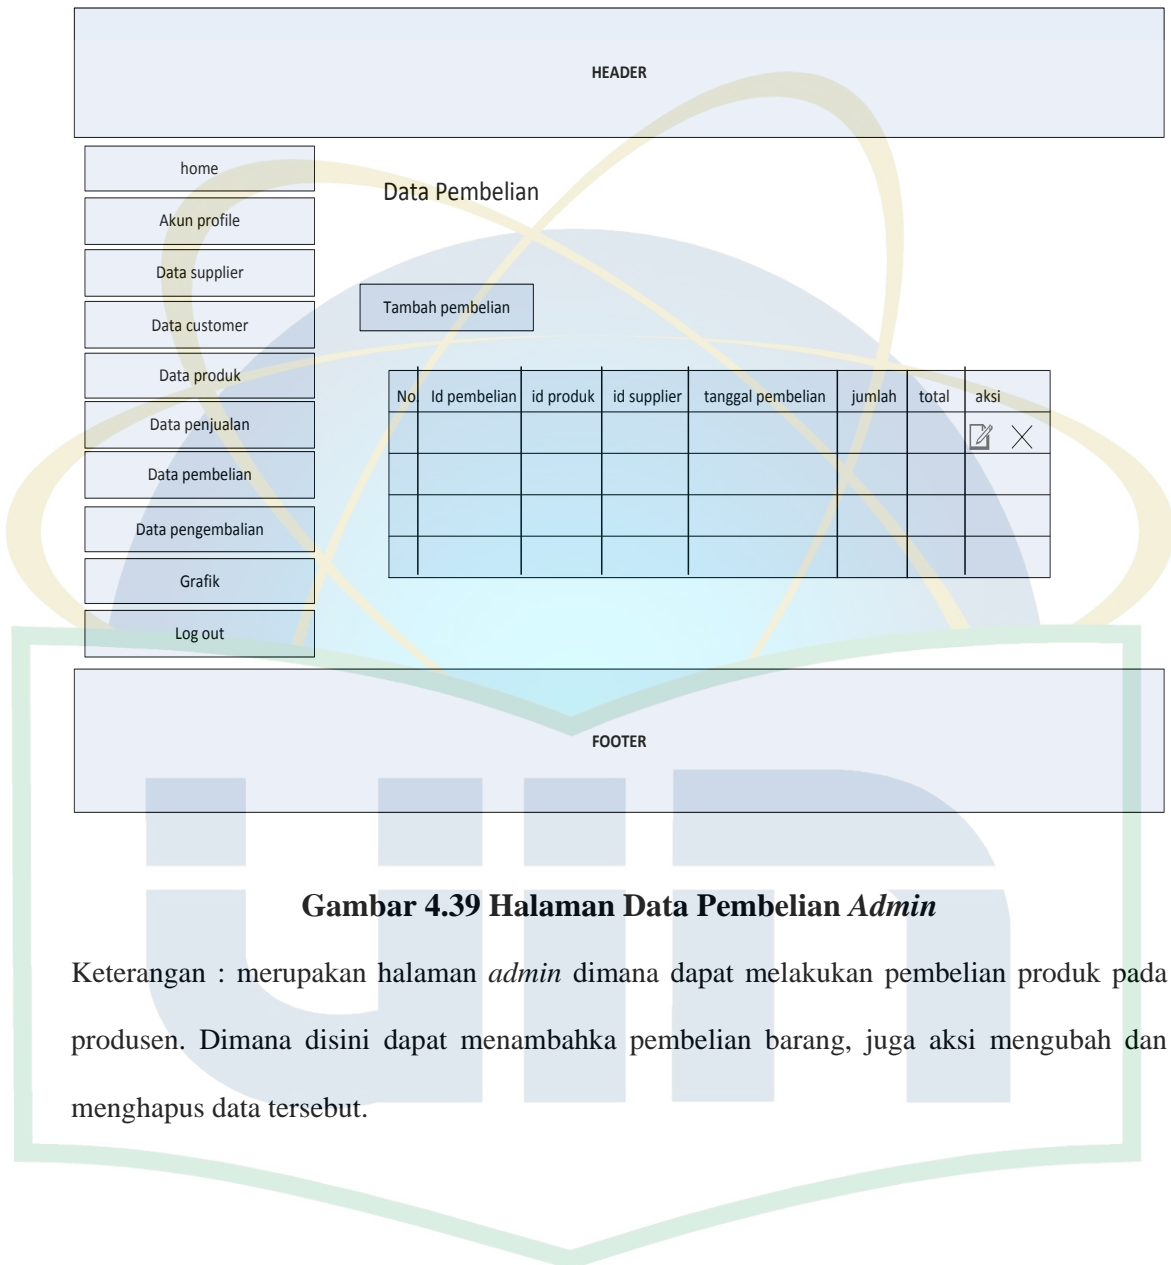 HEADER
home
Akun profile
Data supplier
Data customer
Data produk
Data penjualan
Data pembelian
Data pengembalian
Grafik
Log out
Data Pembelian
Tambah pembelian
No Id pembelian id produk id supplier tanggal pembelian jumlah total aksi
FOOTER
Gambar 4.39 Halaman Data Pembelian Admin
Keterangan : merupakan halaman admin dimana dapat melakukan pembelian produk pada
produsen. Dimana disini dapat menambahka pembelian barang, juga aksi mengubah dan
menghapus data tersebut.
uin